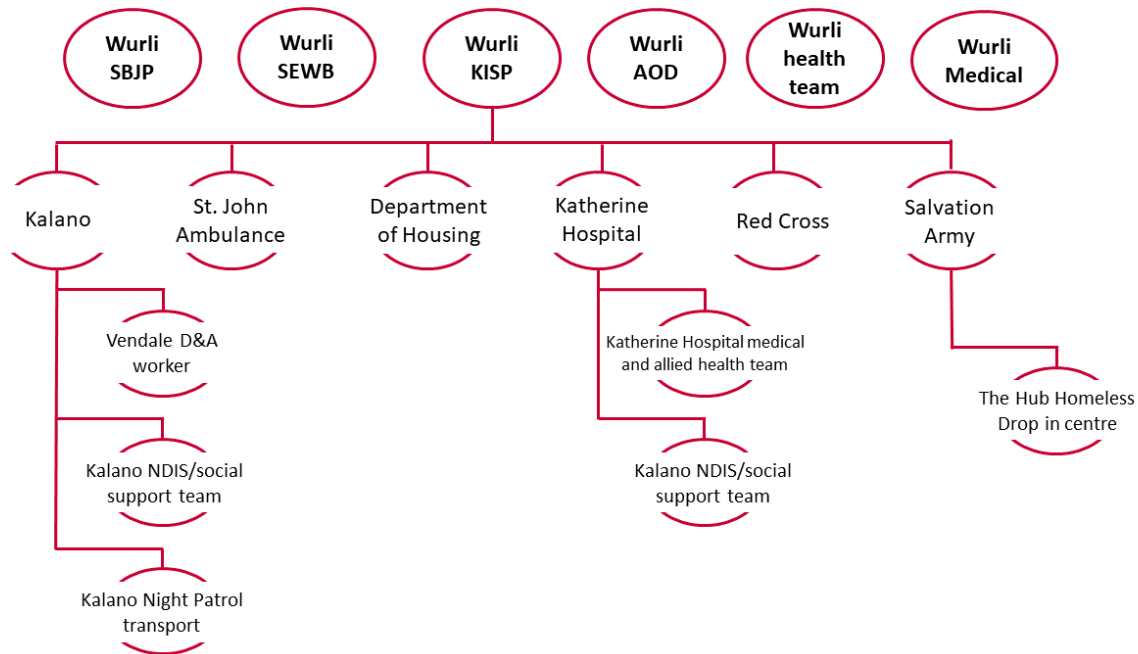 Wurli
SBJP
Wurli
SEWB
Wurli
KISP
Wurli
AOD
Wurli
health
team
Wurli
Medical
Kalano
St. John
Ambulance
Department
of Housing
Katherine
Hospital
Red Cross
Salvation
Army
Vendale D&A
worker
Katherine Hospital medical
and allied health team
The Hub Homeless
Drop in centre
Kalano NDIS/social
support team
Kalano NDIS/social
support team
Kalano Night Patrol
transport